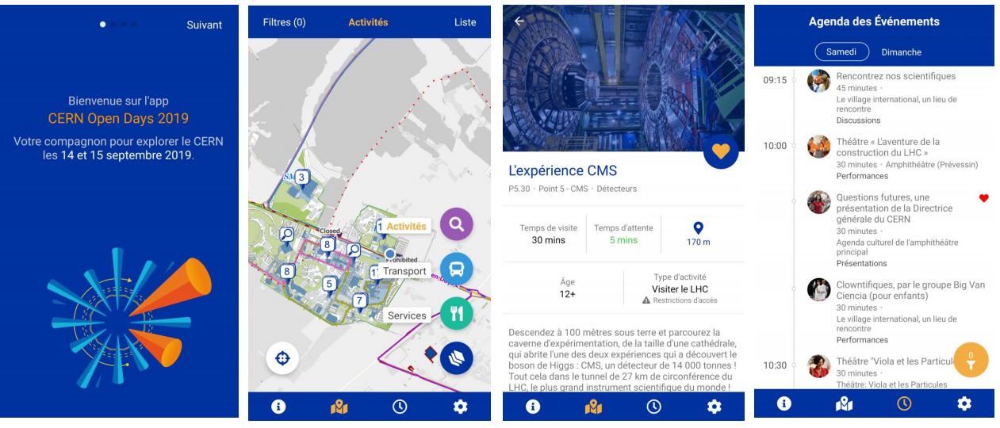 Suivant
Bienvenue sur l'app
CERN Open Days 2019
Votre compagnon pour explorer le CERN
les 14 et 15 septembre 2019.
Filtres (0)
Activités
Liste
3
Closed
1
Activités
8
Prohibited
8
Transport
5
7
Services
L'expérience CMS
P5.30 · Point 5 - CMS · Détecteurs
Temps de visite
30 mins
Temps d'attente
5 mins
170 m
Âge
12+
Type d'activité
Visiter le LHC
Restrictions d'accès
Descendez à 100 mètres sous terre et parcourez la
caverne d'expérimentation, de la taille d'une cathédrale,
qui abrite l'une des deux expériences qui a découvert le
boson de Higgs : CMS, un détecteur de 14 000 tonnes !
Tout cela dans le tunnel de 27 km de circonférence du
LHC, le plus grand instrument scientifique du monde !
Agenda des Événements
Samedi
Dimanche
09:15
Rencontrez nos scientifiques
45 minutes ·
Le village international, un lieu de
rencontre
Discussions
10:00
Théâtre « L'aventure de la
construction du LHC »
30 minutes · Amphithéâtre (Prévessin)
Performances
Questions futures, une
présentation de la Directrice
générale du CERN
30 minutes ·
Agenda culturel de l'amphithéâtre
principal
Présentations
Clowntifiques, par le groupe Big Van
Ciencia (pour enfants)
30 minutes ·
Le village international, un lieu de
rencontre
Performances
10:30
Théâtre "Viola et les Particul
30 minutes ·
Théâtre: Viola et les Particules
0